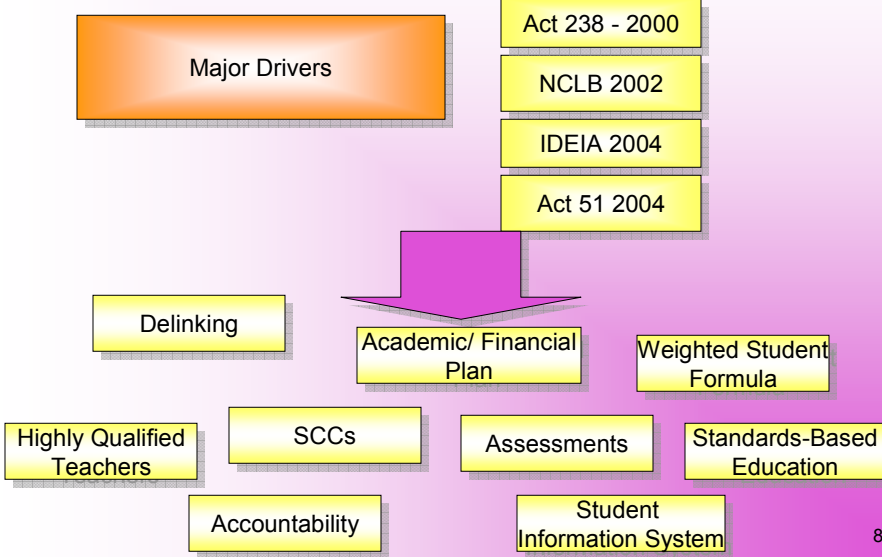 Act 238 - 2000
Major Drivers
NCLB 2002
IDEIA 2004
Act 51 2004
Delinking
Academic/ Financial
Plan
Weighted Student
Formula
Highly Qualified
Teachers
SCCs
Assessments
Standards-Based
Education
Accountability
Student
Information System
8